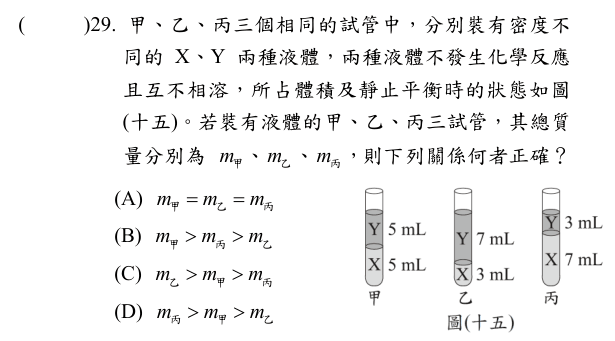 (　　)29. 甲、乙、丙三個相同的試管中，分別裝有密度不
同的 X、Y 兩種液體，兩種液體不發生化學反應
且互不相溶，所占體積及靜止平衡時的狀態如圖
(十五)。若裝有液體的甲、乙、丙三試管，其總質
量分別為 m甲、m乙、m丙，則下列關係何者正確？
(A) m甲 = m乙 = m丙
(B) m甲 > m丙 > m乙
(C) m乙 > m甲 > m丙
(D) m丙 > m甲 > m乙
Y 5 mL
X 5 mL
甲
Y 7 mL
X 3 mL
乙
Y 3 mL
X 7 mL
丙
圖(十五)